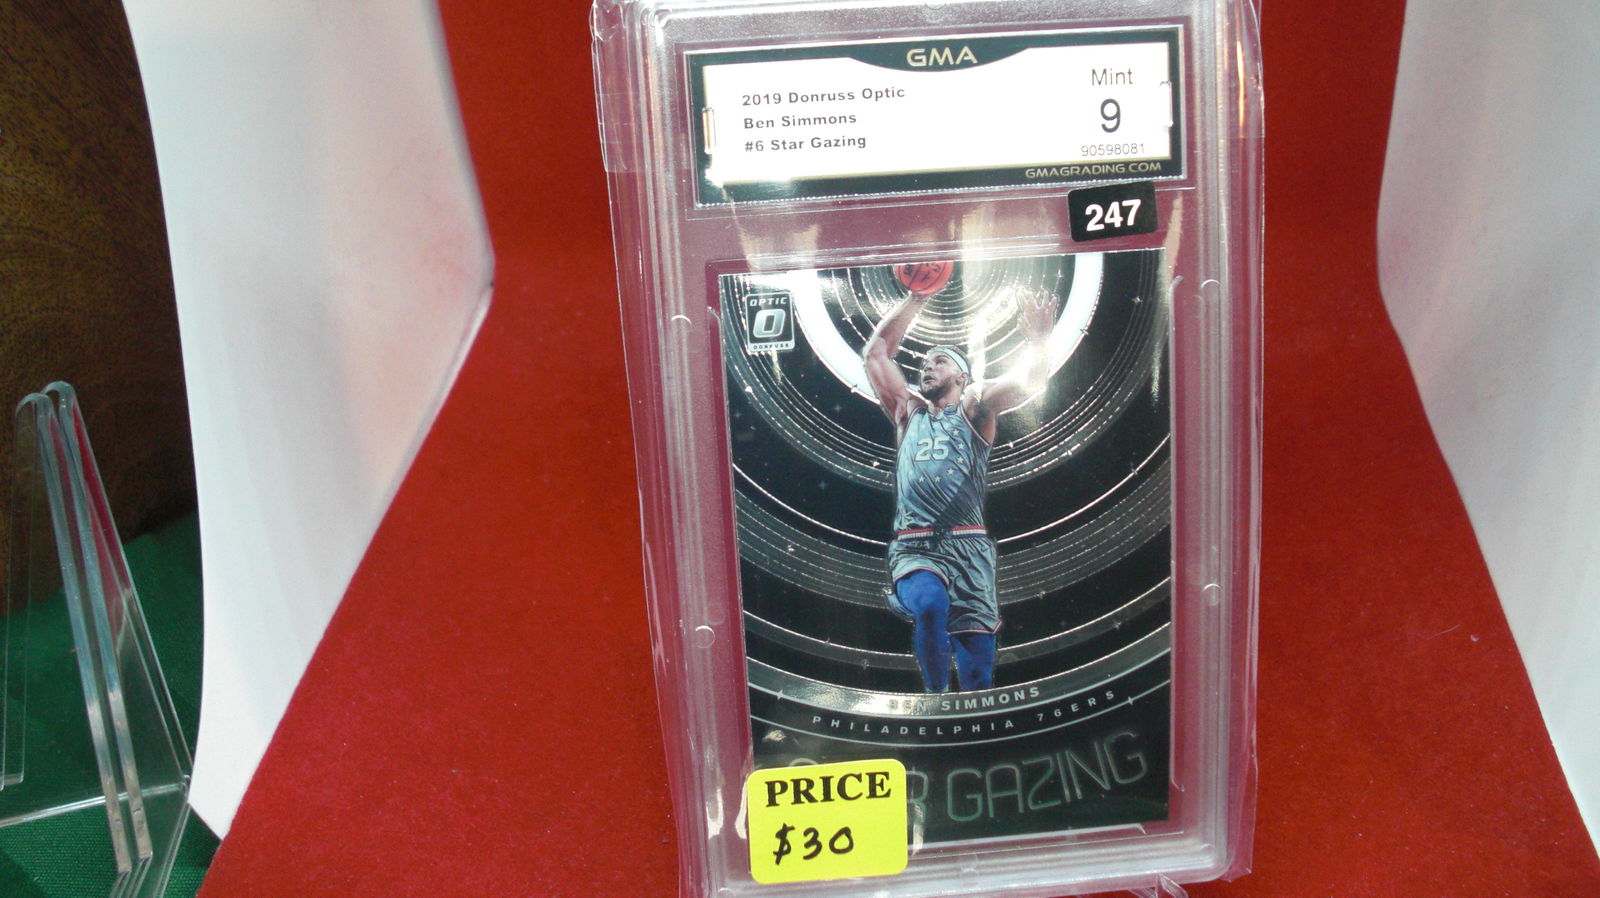 GMA
2019 Donruss Optic
Ben Simmons
#6 Star Gazing
Mint
9
90598081
GMAGRADING.COM
247
OPTIC
O
DONRUSS
25
BEN SIMMONS
PHILADELPHIA 76ERS
GAZING
PRICE
$30